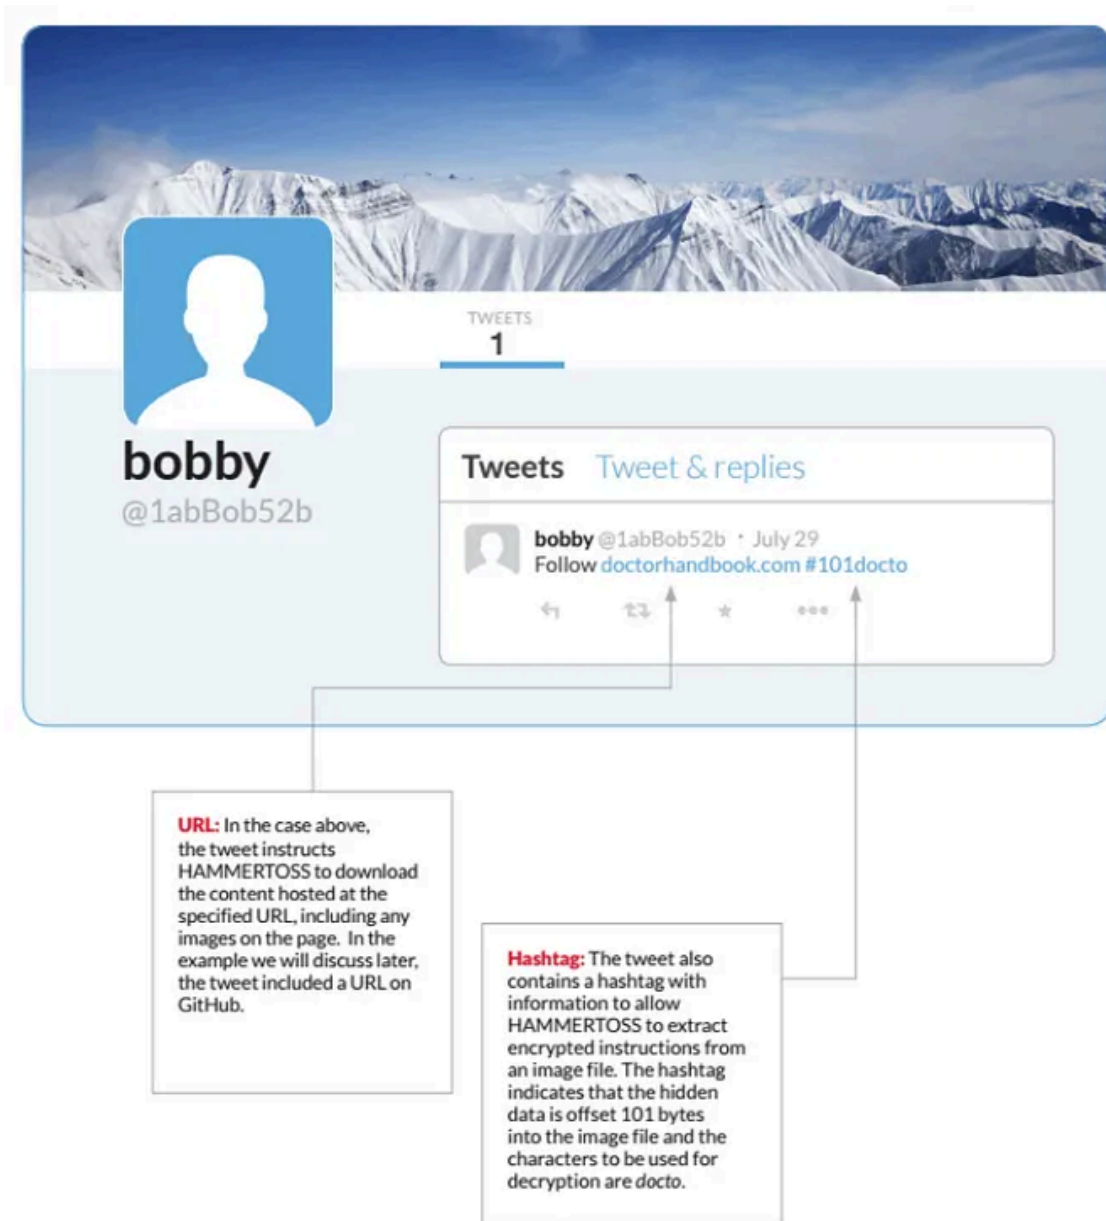 TWEETS
1
bobby
@1abBob52b
Tweets Tweet & replies
bobby @1abBob52b · July 29
Follow doctorhandbook.com #101docto
URL: In the case above,
the tweet instructs
HAMMERTOSS to download
the content hosted at the
specified URL, including any
images on the page. In the
example we will discuss later,
the tweet included a URL on
GitHub.
Hashtag: The tweet also
contains a hashtag with
information to allow
HAMMERTOSS to extract
encrypted instructions from
an image file. The hashtag
indicates that the hidden
data is offset 101 bytes
into the image file and the
characters to be used for
decryption are docto.